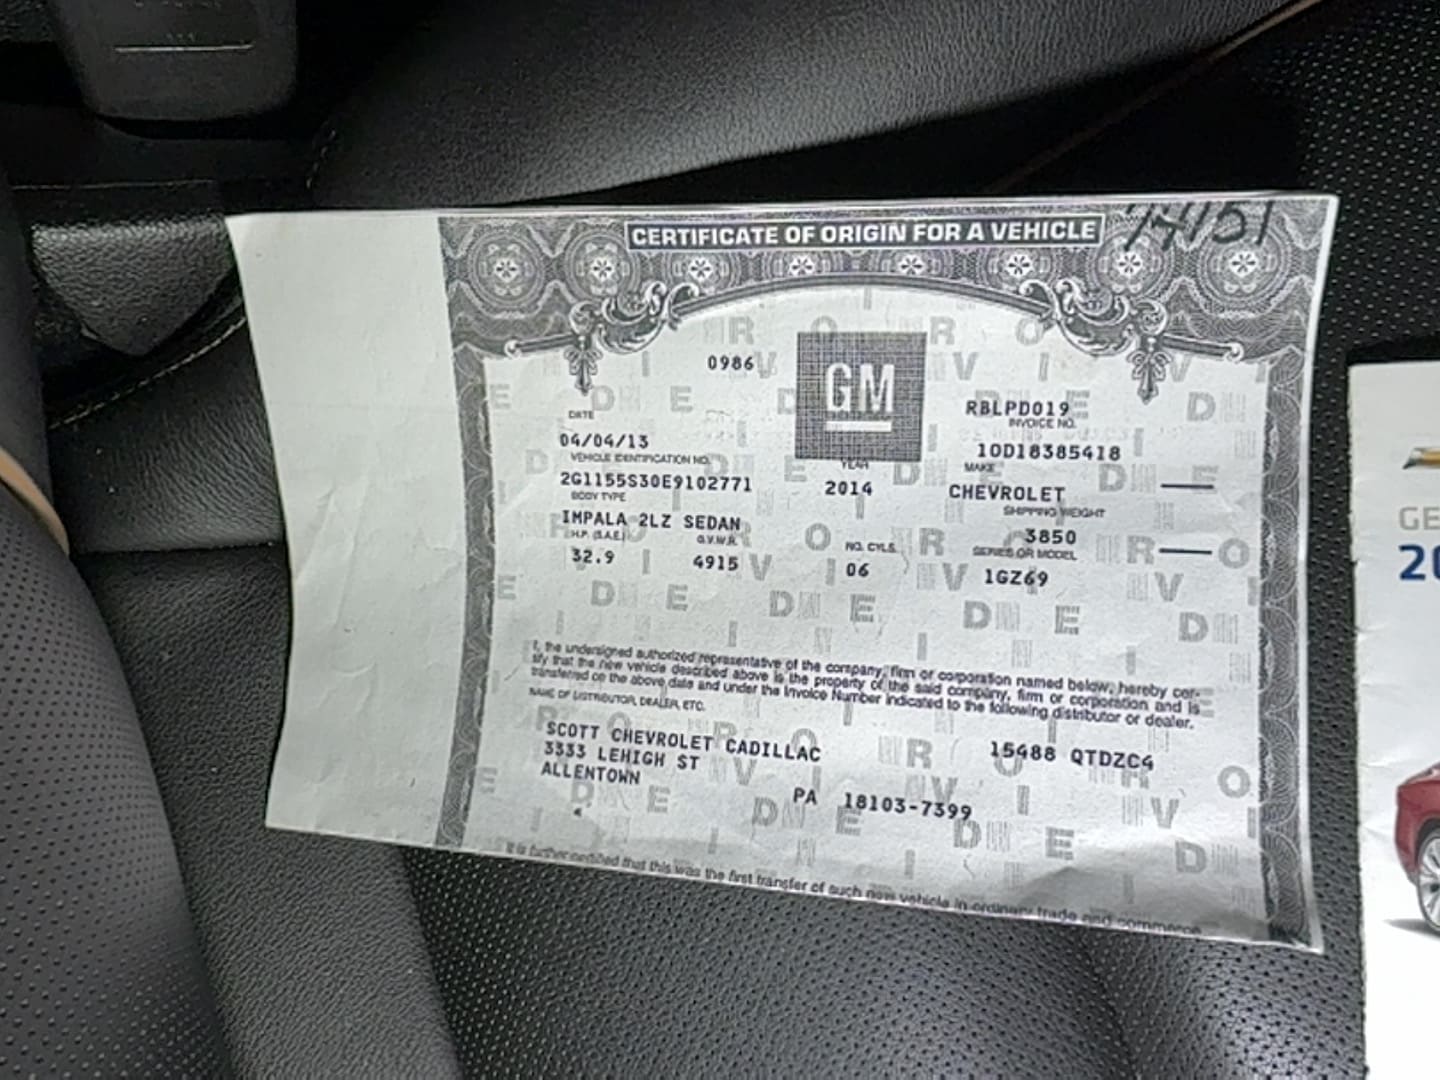 CERTIFICATE OF ORIGIN FOR A VEHICLE
74151
0986
GM
RBLPD019
DATE
INVOICE NO.
04/04/13
10D18385418
VEHICLE IDENTIFICATION NO.
YEAR
MAKE
2G1155S30E9102771
2014
CHEVROLET
BODY TYPE
SHIPPING WEIGHT
IMPALA 2LZ SEDAN
3850
H.P. (S.A.E.)
G.V.W.R.
NO. CYLS.
SERIES OR MODEL
32.9
4915
06
1GZ69
I, the undersigned authorized representative of the company, firm or corporation named below, hereby cer-
tify that the new vehicle described above is the property of the said company, firm or corporation and is
transferred on the above date and under the Invoice Number indicated to the following distributor or dealer.
NAME OF DISTRIBUTOR, DEALER, ETC.
SCOTT CHEVROLET CADILLAC
15488 QTDZC4
3333 LEHIGH ST
ALLENTOWN
PA 18103-7399
It is further certified that this was the first transfer of such new vehicle in ordinary trade and commerce.
GE
20